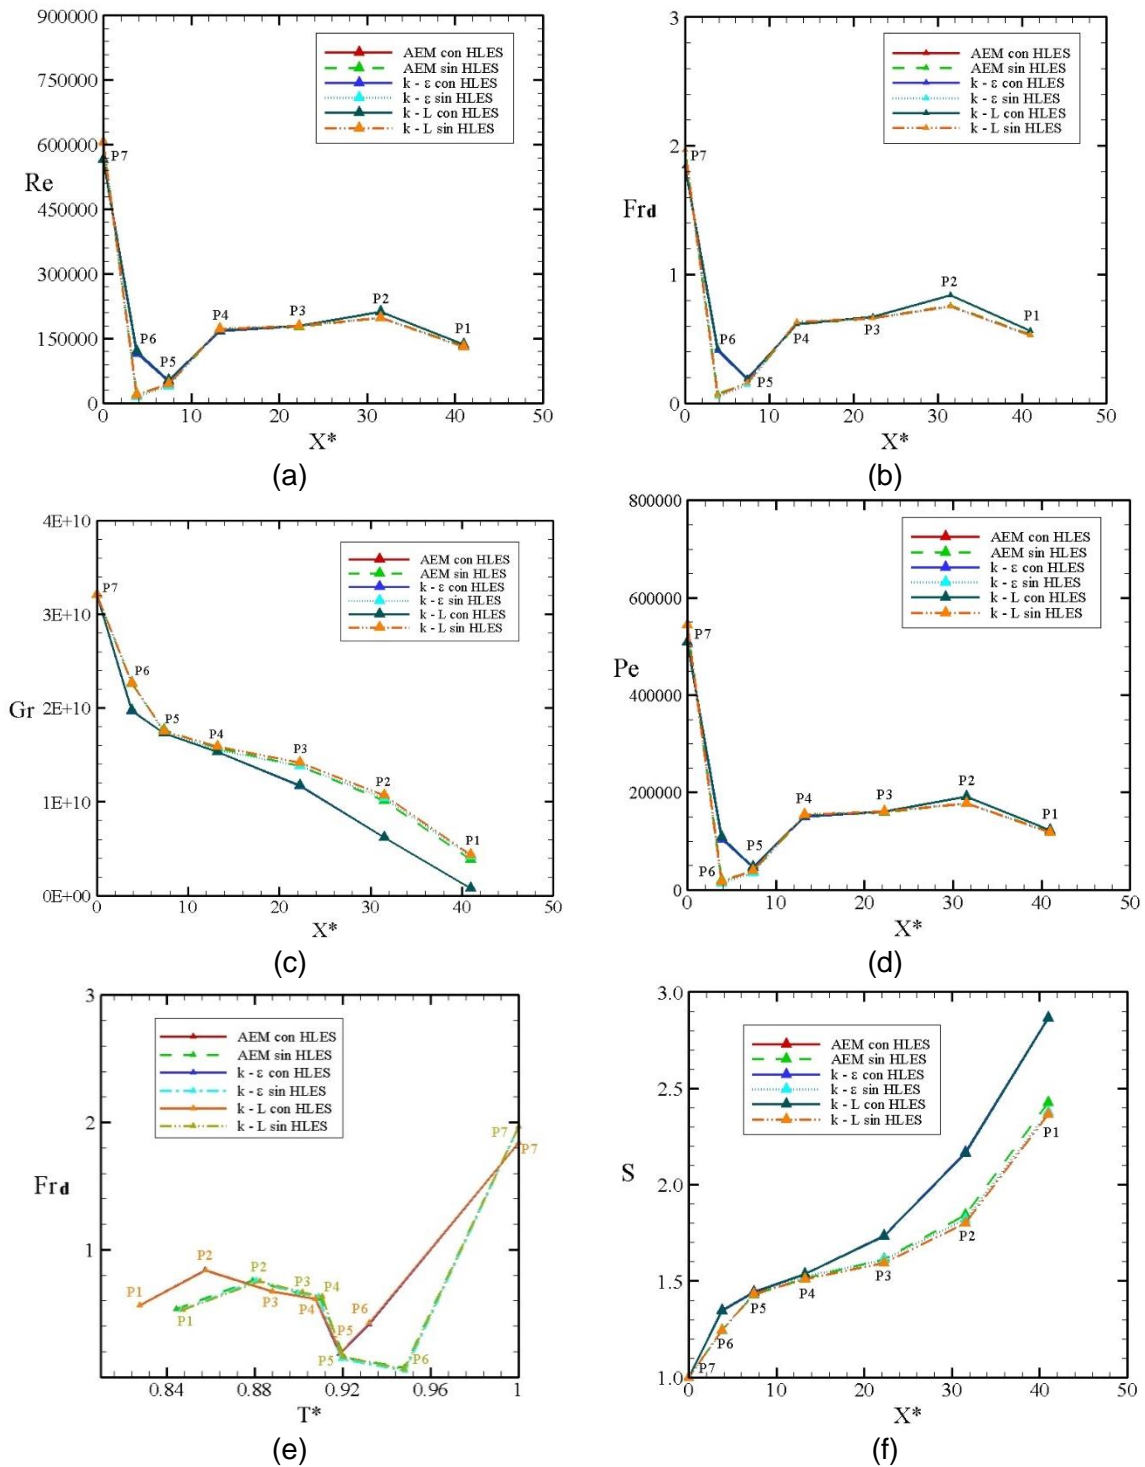 900000
750000
600000
450000
300000
150000
0
Re
0 10 20 30 40 50
X*
AEM con HLES
AEM sin HLES
k - ε con HLES
k - ε sin HLES
k - L con HLES
k - L sin HLES
P7
P6
P5
P4
P3
P2
P1
(a)
3
2
1
0
Frd
0 10 20 30 40 50
X*
AEM con HLES
AEM sin HLES
k - ε con HLES
k - ε sin HLES
k - L con HLES
k - L sin HLES
P7
P6
P5
P4
P3
P2
P1
(b)
4E+10
3E+10
2E+10
1E+10
0E+00
Gr
0 10 20 30 40 50
X*
AEM con HLES
AEM sin HLES
k - ε con HLES
k - ε sin HLES
k - L con HLES
k - L sin HLES
P7
P6
P5
P4
P3
P2
P1
(c)
800000
600000
400000
200000
0
Pe
0 10 20 30 40 50
X*
AEM con HLES
AEM sin HLES
k - ε con HLES
k - ε sin HLES
k - L con HLES
k - L sin HLES
P7
P6
P5
P4
P3
P2
P1
(d)
3
2
1
Frd
0.84 0.88 0.92 0.96 1
T*
AEM con HLES
AEM sin HLES
k - ε con HLES
k - ε sin HLES
k - L con HLES
k - L sin HLES
P1
P2
P3
P4
P5
P6
P7
P1
P2
P3
P4
P5
P6
P7
(e)
3.0
2.5
2.0
1.5
1.0
S
0 10 20 30 40 50
X*
AEM con HLES
AEM sin HLES
k - ε con HLES
k - ε sin HLES
k - L con HLES
k - L sin HLES
P7
P6
P5
P4
P3
P2
P1
(f)